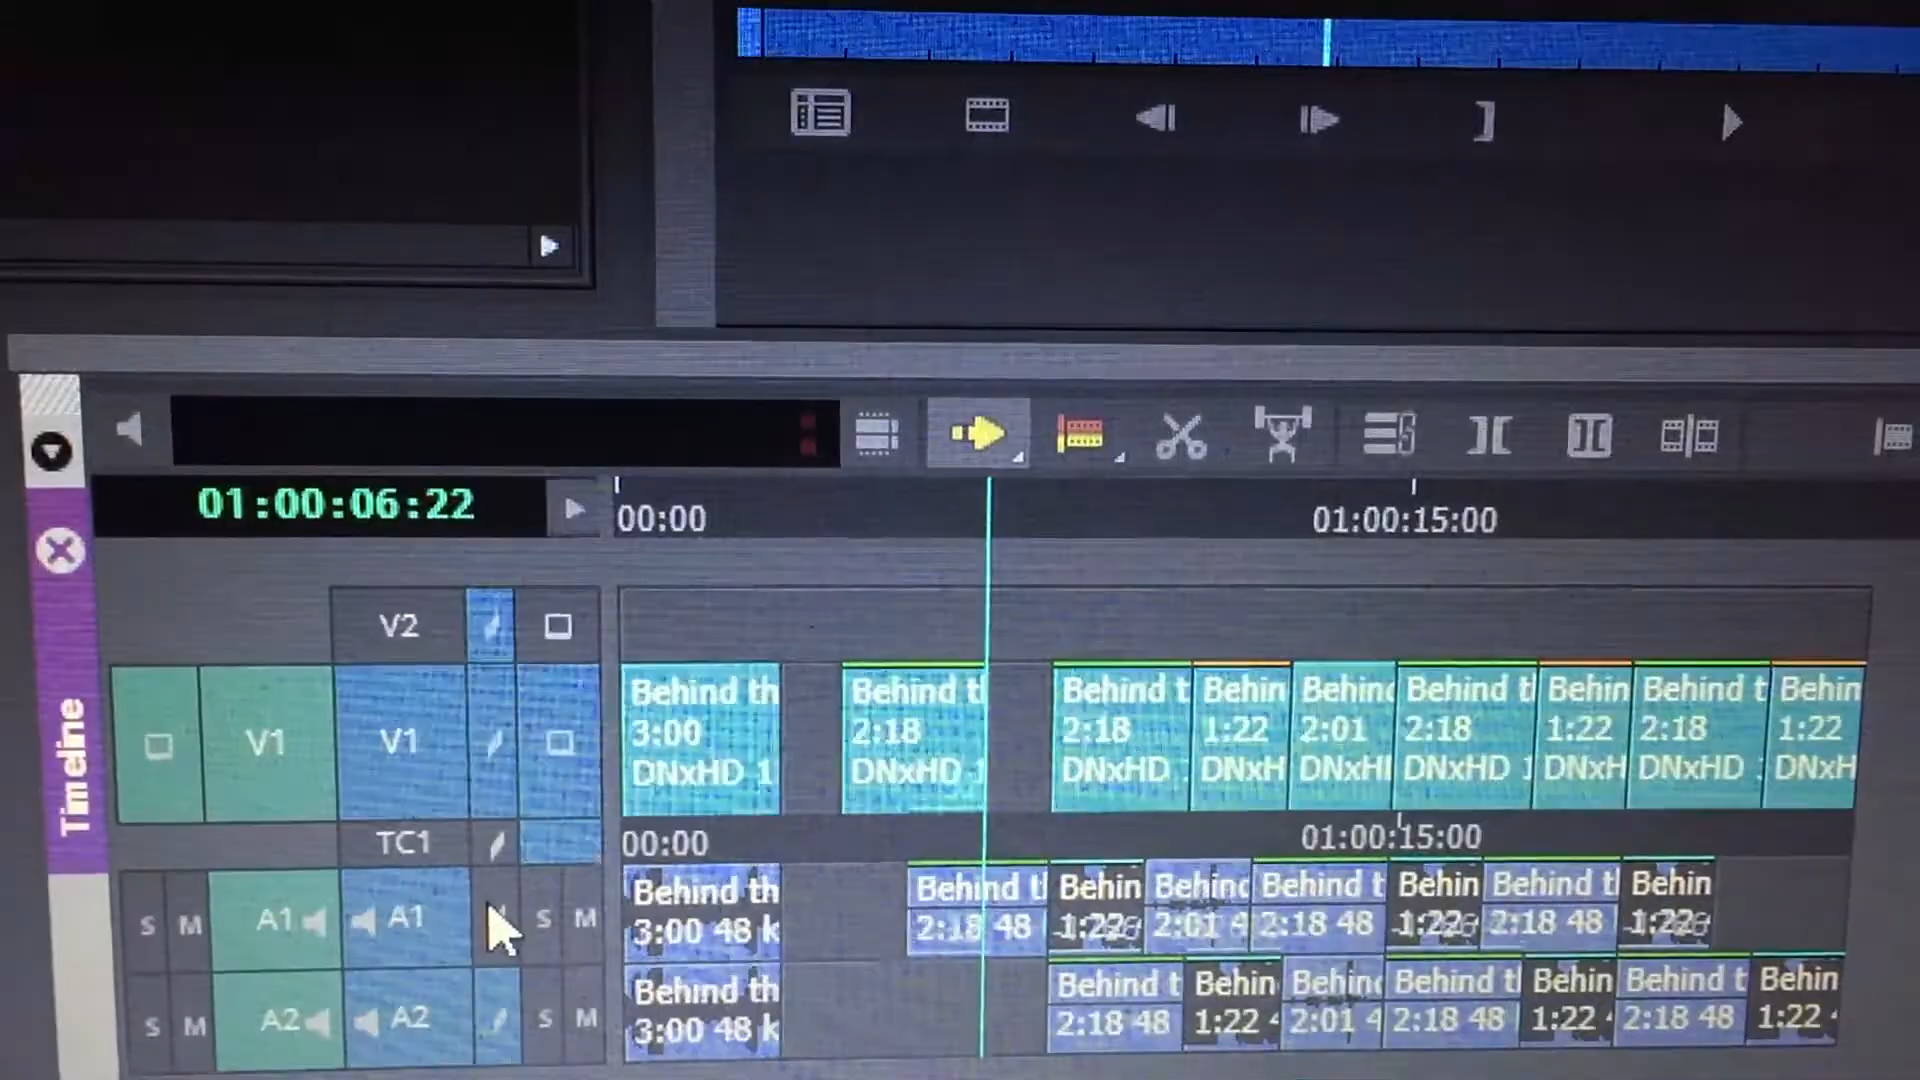 01:00:06:22
00:00
01:00:15:00
Timeline
V2
V1
V1
Behind th
3:00
DNxHD 1
Behind t
2:18
DNxHD
Behind t
2:18
DNxHD
Behin
1:22
DNxH
Behind
2:01
DNxHI
Behind t
2:18
DNxHD
Behin
1:22
DNxH
Behind t
2:18
DNxHD
Behin
1:22
DNxH
TC1
00:00
01:00:15:00
S
M
A1
A1
S
M
Behind th
3:00 48 k
Behind t
2:18 48
Behin
1:22
Behind
2:01 4
Behind t
2:18 48
Behin
1:22
Behind t
2:18 48
Behin
1:22
S
M
A2
A2
S
M
Behind th
3:00 48 k
Behind t
2:18 48
Behin
1:22
Behind
2:01 4
Behind t
2:18 48
Behin
1:22
Behind t
2:18 48
Behin
1:22